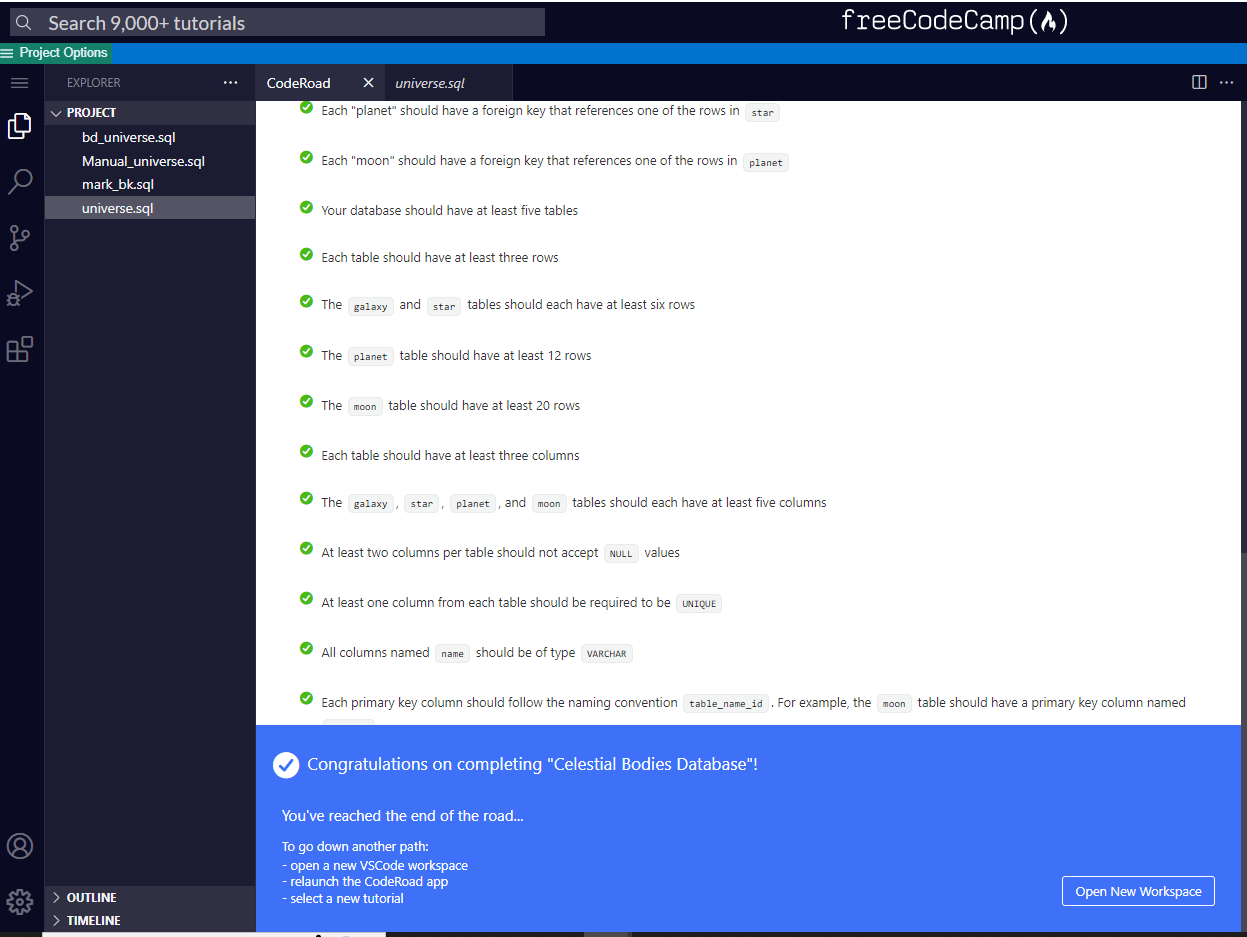 Search 9,000+ tutorials
freeCodeCamp(🔥)
Project Options
EXPLORER
CodeRoad
universe.sql
PROJECT
bd_universe.sql
Manual_universe.sql
mark_bk.sql
universe.sql
Each "planet" should have a foreign key that references one of the rows in star
Each "moon" should have a foreign key that references one of the rows in planet
Your database should have at least five tables
Each table should have at least three rows
The galaxy and star tables should each have at least six rows
The planet table should have at least 12 rows
The moon table should have at least 20 rows
Each table should have at least three columns
The galaxy, star, planet, and moon tables should each have at least five columns
At least two columns per table should not accept NULL values
At least one column from each table should be required to be UNIQUE
All columns named name should be of type VARCHAR
Each primary key column should follow the naming convention table_name_id. For example, the moon table should have a primary key column named
Congratulations on completing "Celestial Bodies Database"!
You've reached the end of the road...
To go down another path:
- open a new VSCode workspace
- relaunch the CodeRoad app
- select a new tutorial
Open New Workspace
OUTLINE
TIMELINE